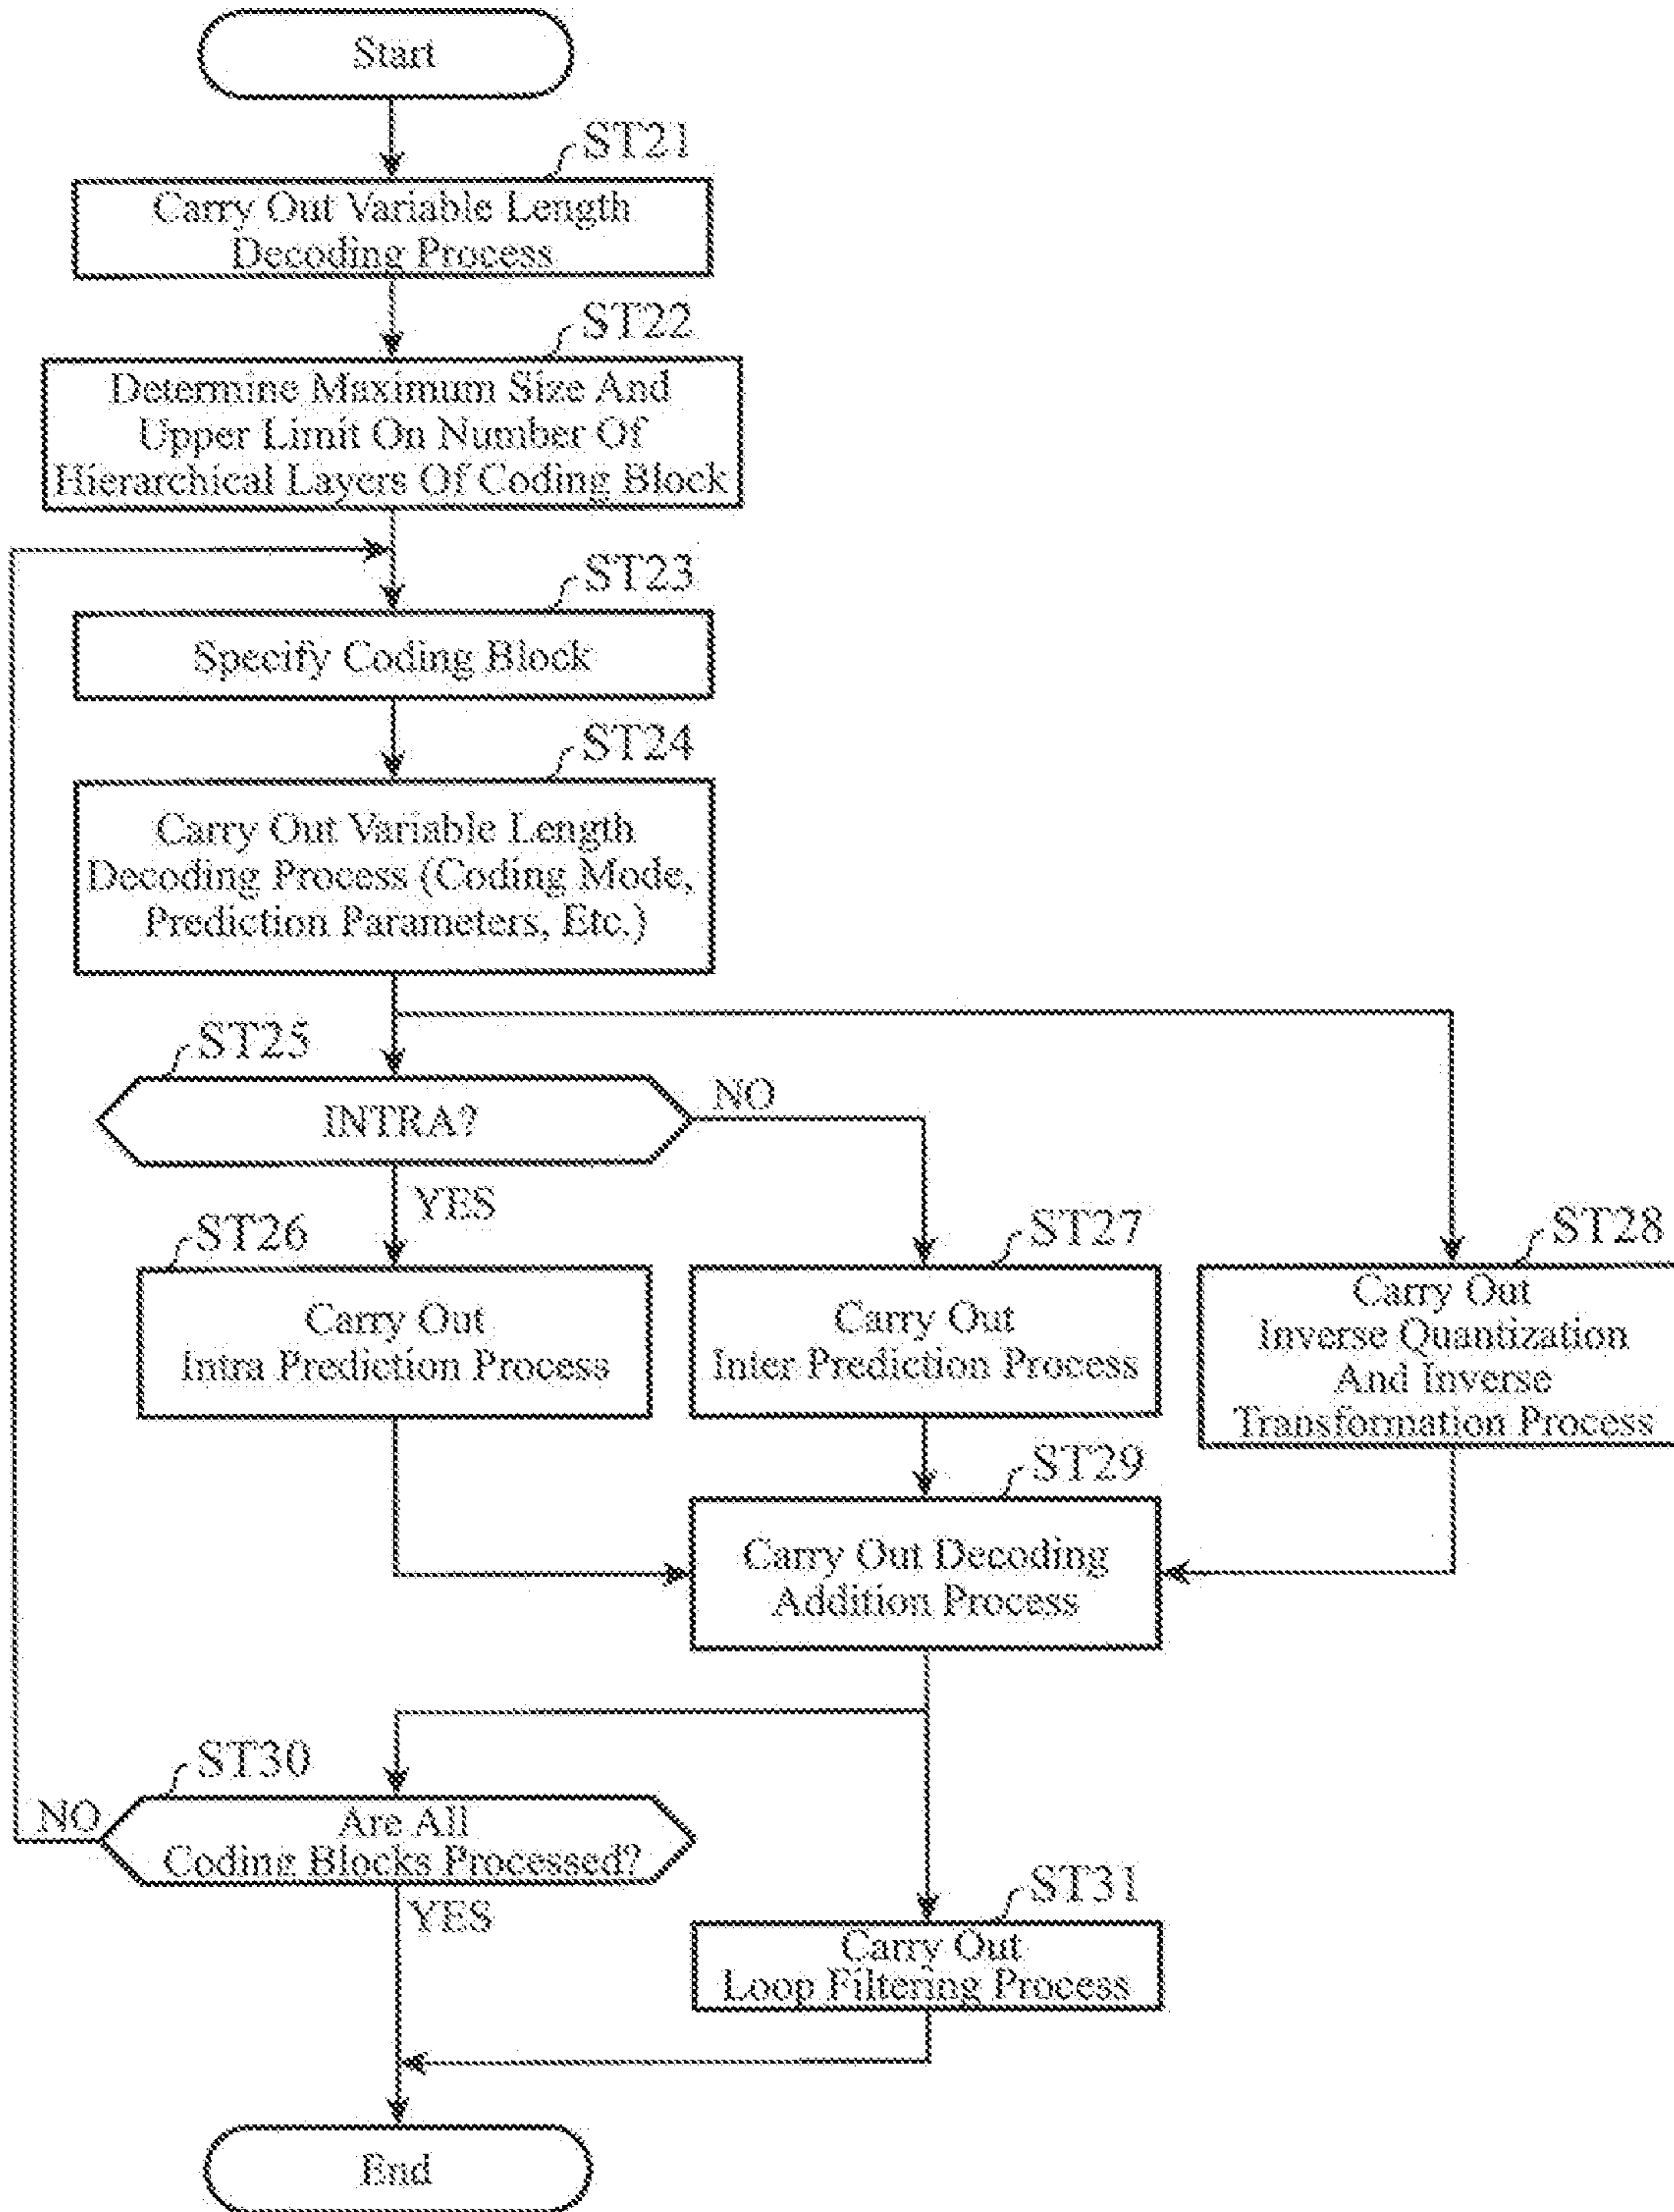 Start
ST21
Carry Out Variable Length
Decoding Process
ST22
Determine Maximum Size And
Upper Limit On Number Of
Hierarchical Layers Of Coding Block
ST23
Specify Coding Block
ST24
Carry Out Variable Length
Decoding Process (Coding Mode,
Prediction Parameters, Etc.)
ST25
INTRA?
NO
YES
ST26
Carry Out
Intra Prediction Process
ST27
Carry Out
Inter Prediction Process
ST28
Carry Out
Inverse Quantization
And Inverse
Transformation Process
ST29
Carry Out Decoding
Addition Process
ST30
NO
Are All
Coding Blocks Processed?
YES
ST31
Carry Out
Loop Filtering Process
End